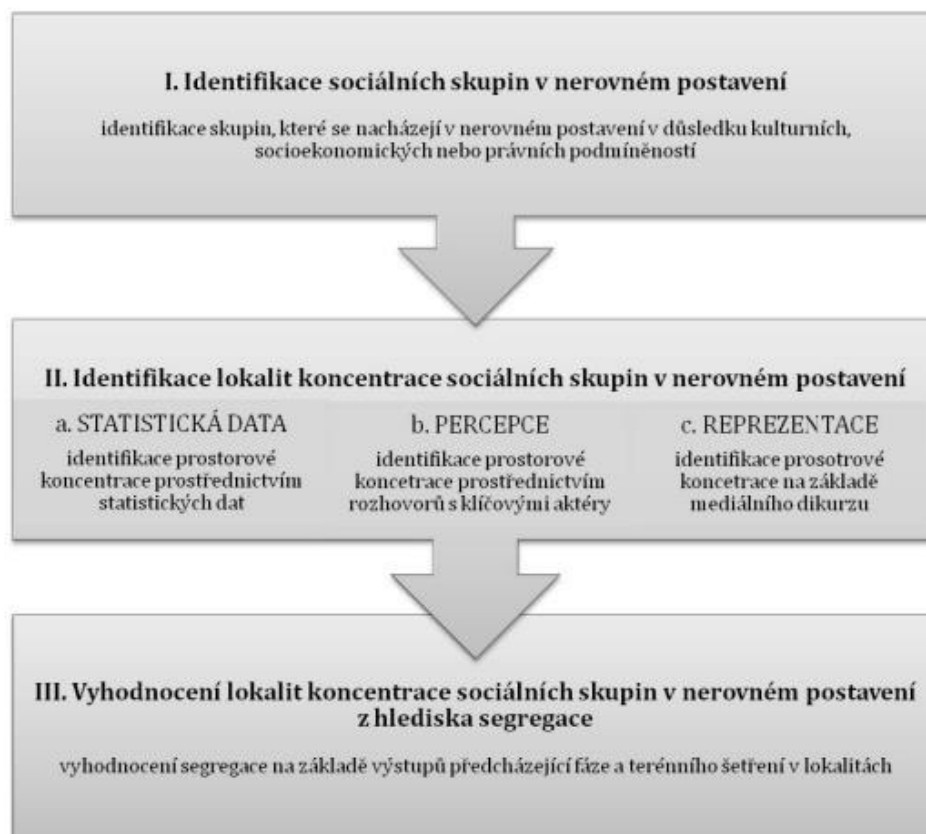 I. Identifikace sociálních skupin v nerovném postavení
identifikace skupin, které se nacházejí v nerovném postavení v důsledku kulturních,
socioekonomických nebo právních podmíněností
II. Identifikace lokalit koncentrace sociálních skupin v nerovném postavení
a. STATISTICKÁ DATA
identifikace prostorové
koncentrace prostřednictvím
statistických dat
b. PERCEPCE
identifikace prostorové
koncetrace prostřednictvím
rozhovorů s klíčovými aktéry
c. REPREZENTACE
identifikace prosotrové
koncetrace na základě
mediálního dikurzu
III. Vyhodnocení lokalit koncentrace sociálních skupin v nerovném postavení
z hlediska segregace
vyhodnocení segregace na základě výstupů předcházející fáze a terénního šetření v lokalitách